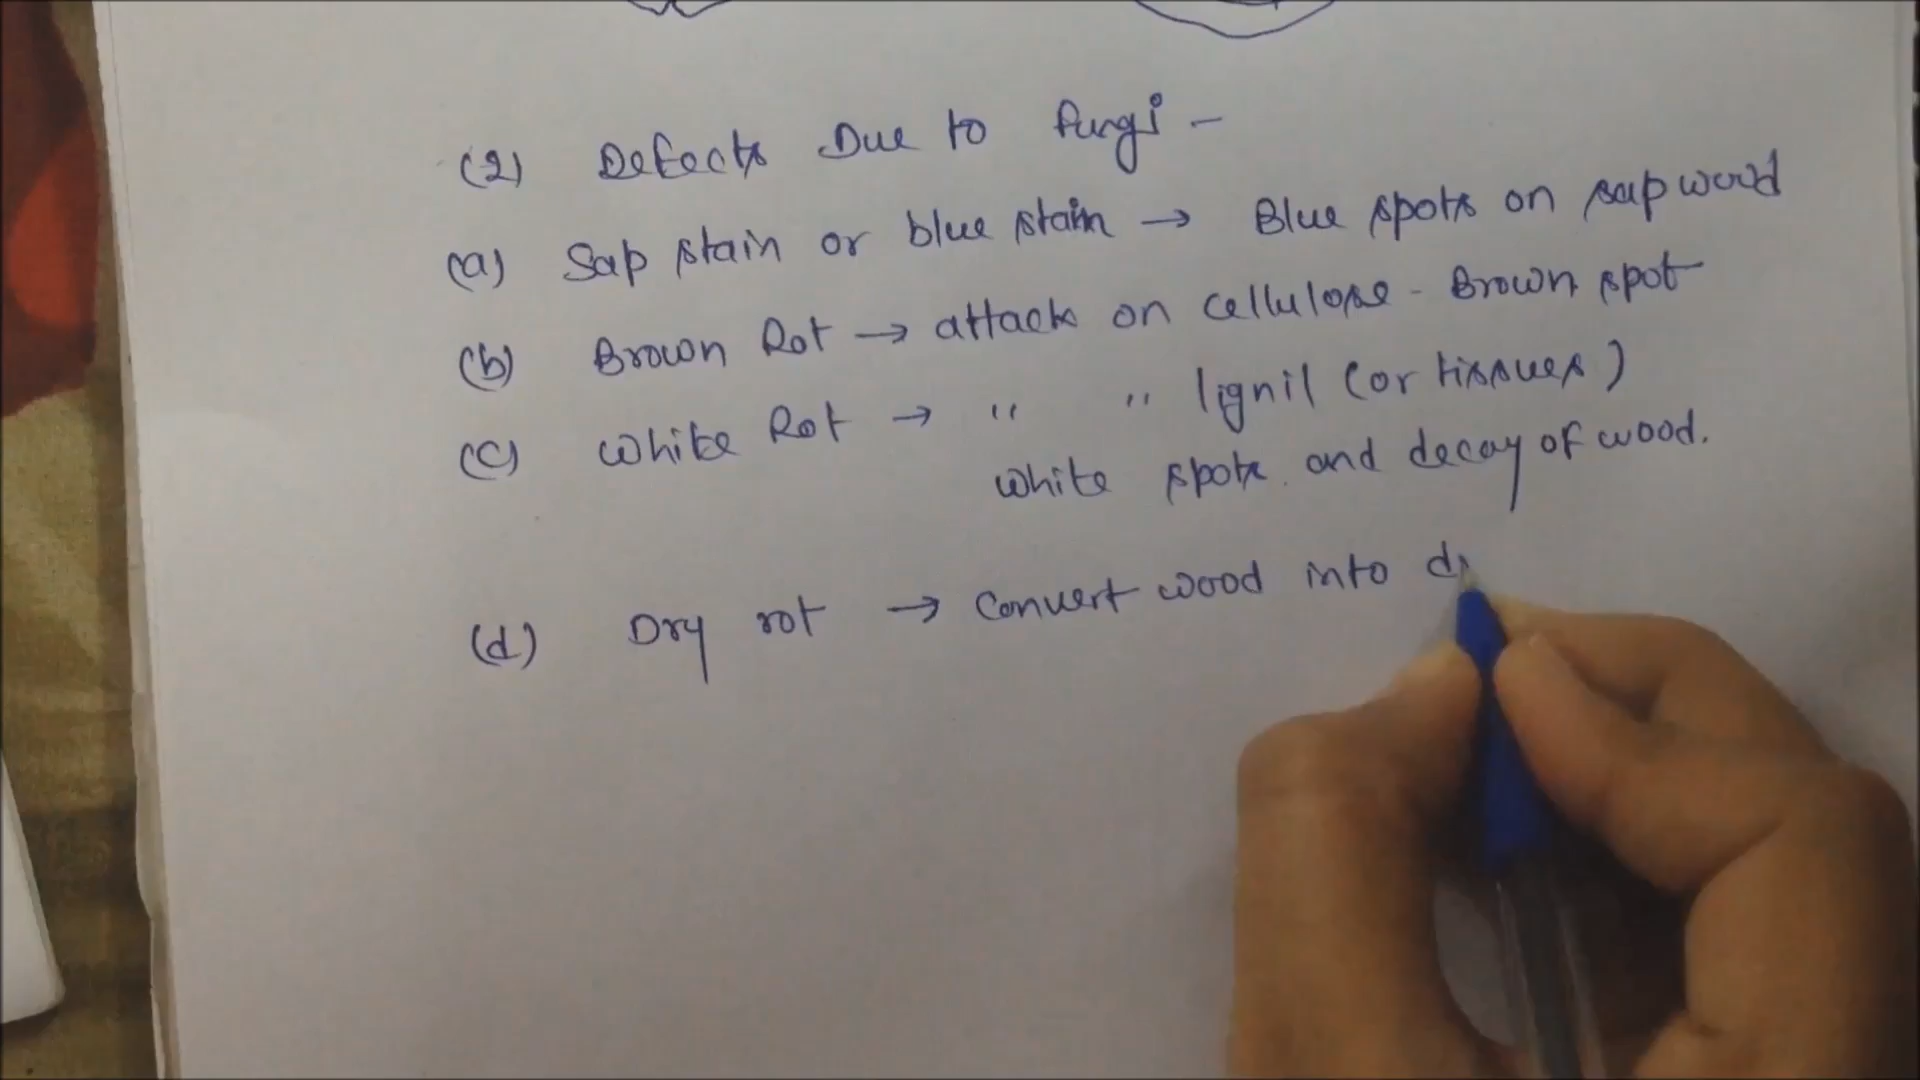 (2) Defects Due to fungi -
(a) Sap stain or blue stain → Blue spots on sapwood
(b) Brown Rot → attack on cellulose - Brown spot
(c) White Rot → " " lignil (or tissues)
white spots and decay of wood.
(d) Dry rot → Convert wood into